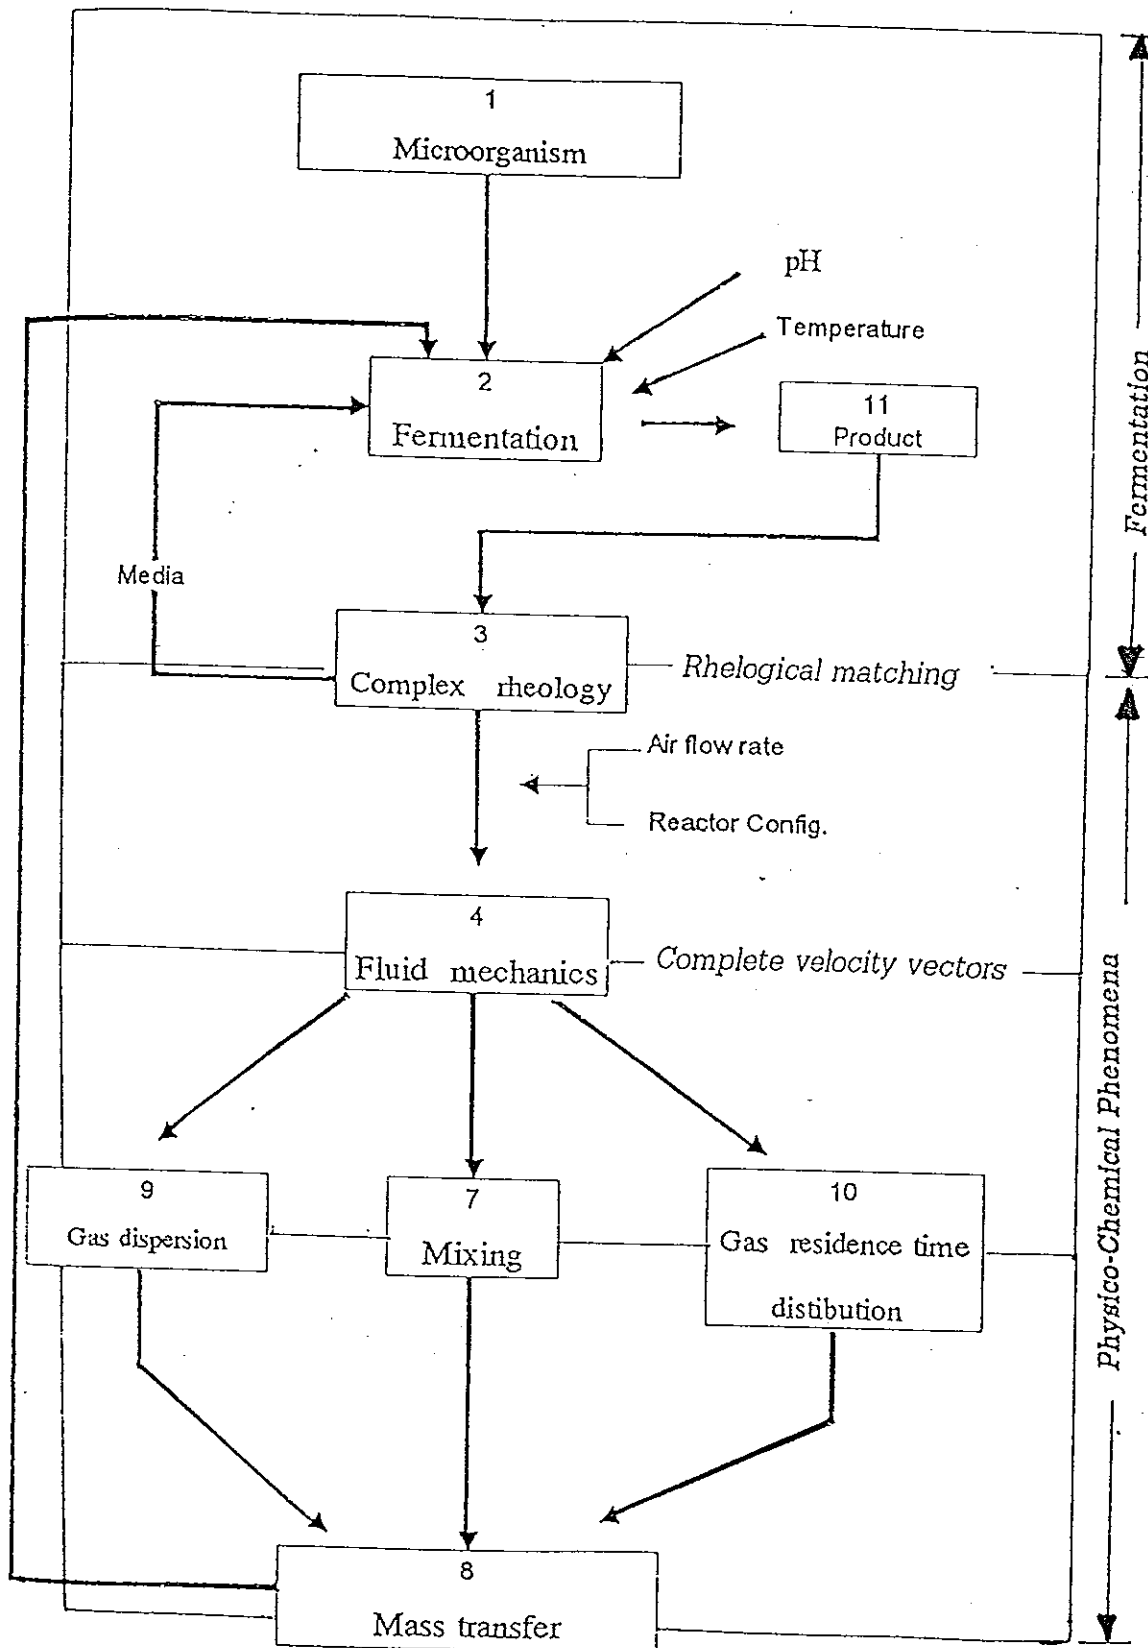 1
Microorganism
pH
Temperature
2
Fermentation
11
Product
Fermentation
Media
3
Complex rheology
Rhelogical matching
Air flow rate
Reactor Config.
4
Fluid mechanics
Complete velocity vectors
Physico-Chemical Phenomena
9
Gas dispersion
7
Mixing
10
Gas residence time
distibution
8
Mass transfer